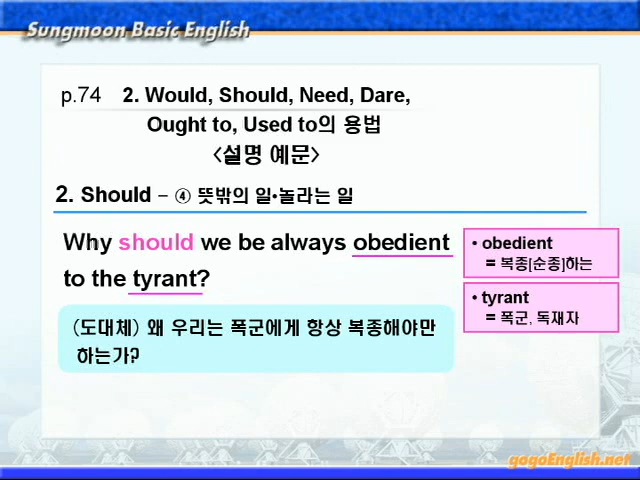 Sungmoon Basic English
p.74 2. Would, Should, Need, Dare,
Ought to, Used to의 용법
<설명 예문>
2. Should – ④ 뜻밖의 일•놀라는 일
Why should we be always obedient
to the tyrant?
• obedient
= 복종[순종]하는
• tyrant
= 폭군, 독재자
(도대체) 왜 우리는 폭군에게 항상 복종해야만
하는가?
gogoEnglish.net